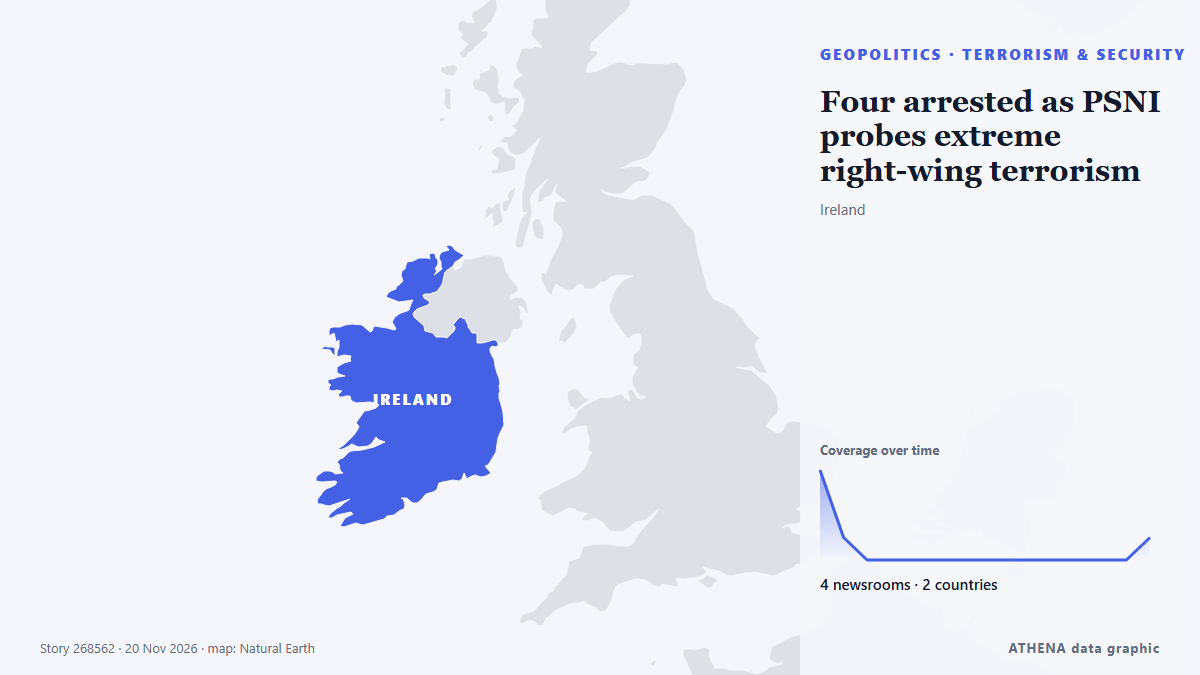 GEOPOLITICS · TERRORISM & SECURITY
Four arrested as PSNI
probes extreme
right-wing terrorism
Ireland
IRELAND
Coverage over time
4 newsrooms · 2 countries
Story 268562 · 20 Nov 2026 · map: Natural Earth
ATHENA data graphic